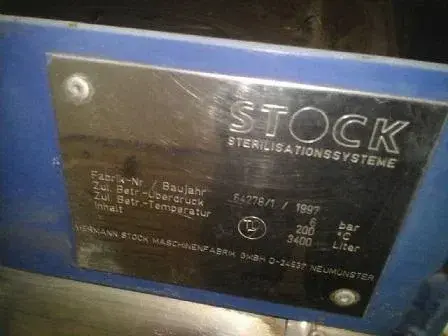 STOCK
STERILISATIONSSYSTEME
Fabrik-Nr / Baujahr 64278/1 / 1997
Zul. Betr-Überdruck 6 bar
Zul. Betr.-Temperatur 200 °C
Inhalt 3400 Liter
HERMANN STOCK MASCHINENFABRIK GMBH D-24537 NEUMÜNSTER